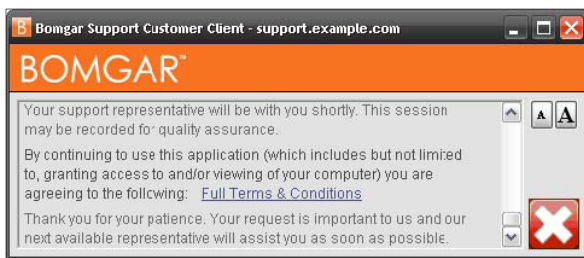 B Bomgar Support Customer Client - support.example.com
BOMGAR™
Your support representative will be with you shortly. This session
may be recorded for quality assurance.
By continuing to use this application (which includes but not limited
to, granting access to and/or viewing of your computer) you are
agreeing to the following: Full Terms & Conditions
Thank you for your patience. Your request is important to us and our
next available representative will assist you as soon as possible.
A A